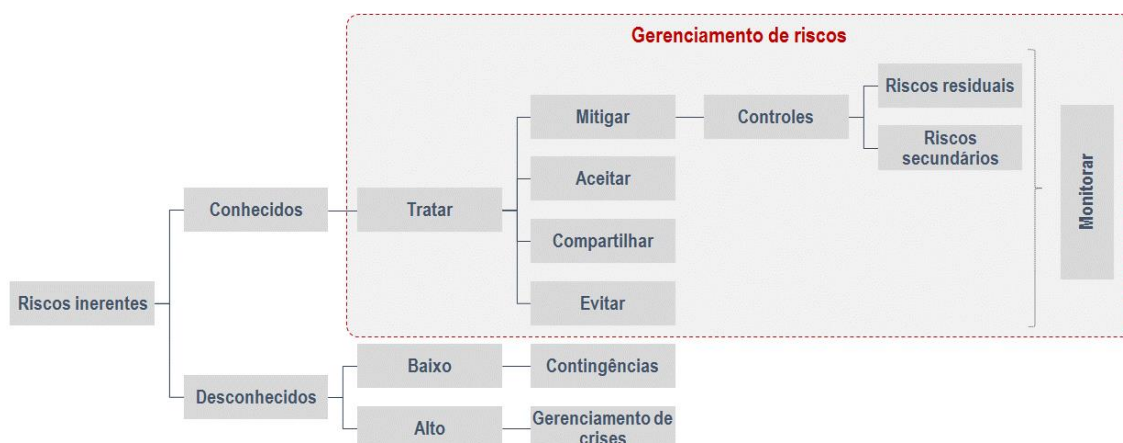 Gerenciamento de riscos
Riscos residuais
Mitigar
Controles
Riscos
secundários
Aceitar
Monitorar
Conhecidos
Tratar
Compartilhar
Riscos inerentes
Evitar
Baixo
Contingências
Desconhecidos
Alto
Gerenciamento de
crises